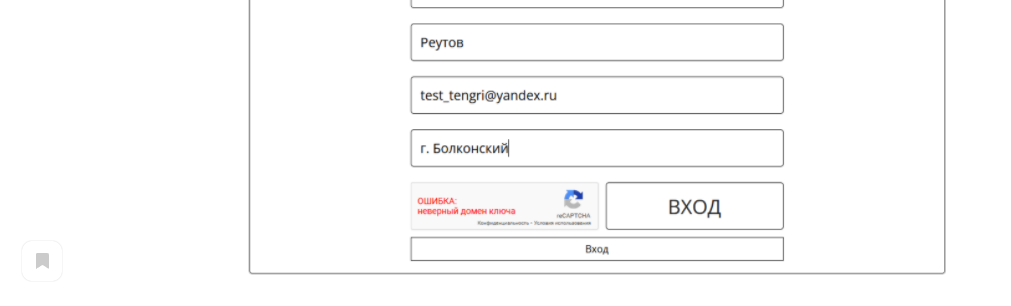 Реутов
test_tengri@yandex.ru
г. Болконский
ОШИБКА:
неверный домен ключа
reCAPTCHA
Конфиденциальность - Условия использования
ВХОД
Вход